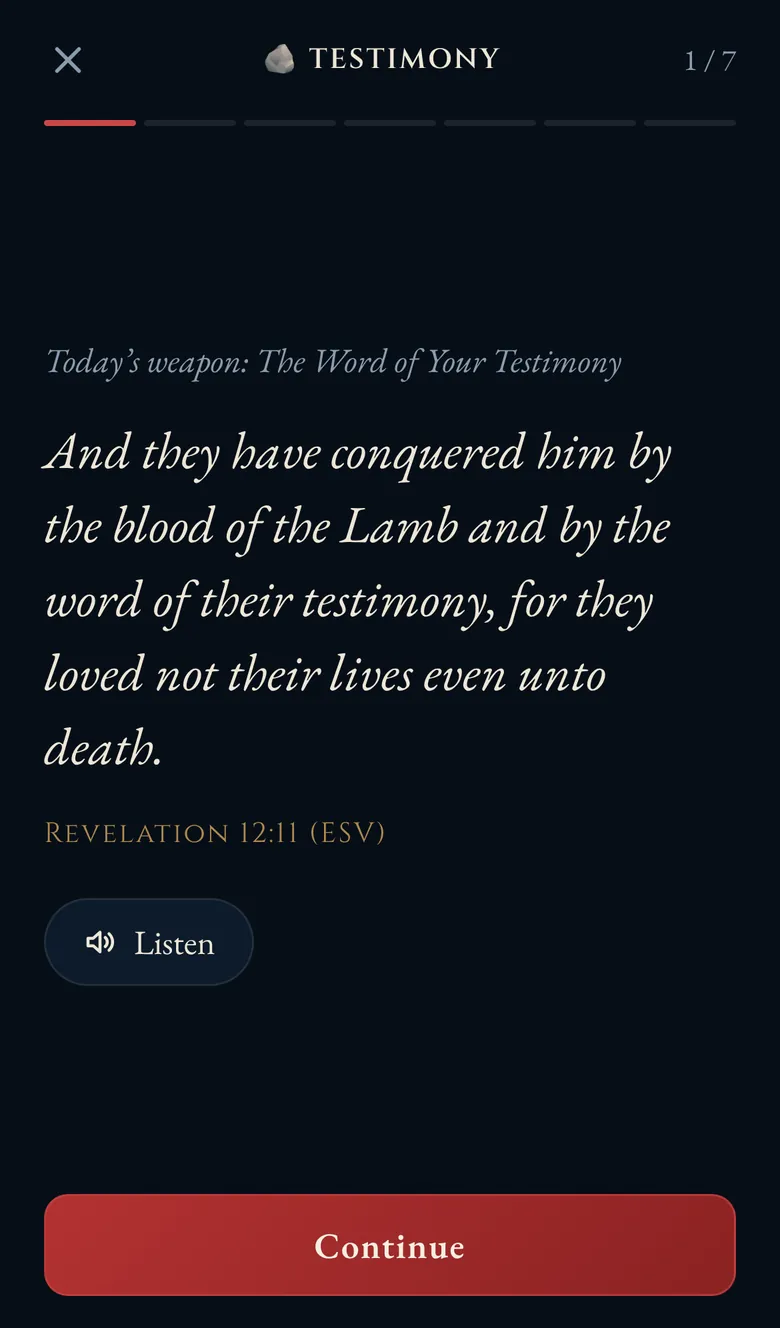 TESTIMONY
1 / 7
Today’s weapon: The Word of Your Testimony
And they have conquered him by
the blood of the Lamb and by the
word of their testimony, for they
loved not their lives even unto
death.
Revelation 12:11 (ESV)
Listen
Continue